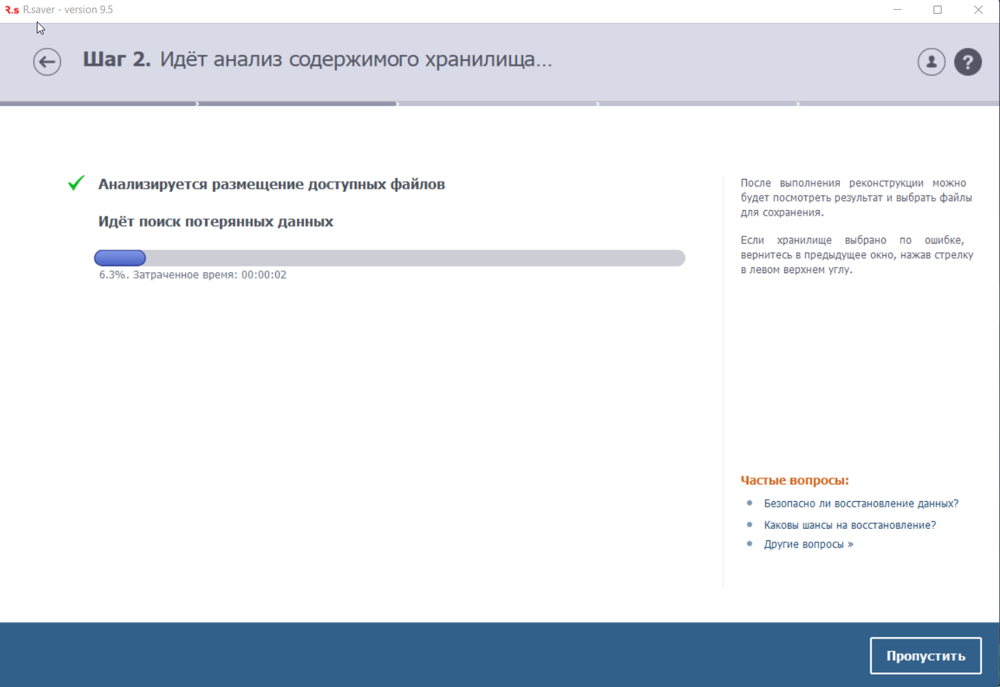 R.s R.saver - version 9.5
Шаг 2. Идёт анализ содержимого хранилища...
?
Анализируется размещение доступных файлов
Идёт поиск потерянных данных
6.3%. Затраченное время: 00:00:02
После выполнения реконструкции можно
будет посмотреть результат и выбрать файлы
для сохранения.
Если хранилище выбрано по ошибке,
вернитесь в предыдущее окно, нажав стрелку
в левом верхнем углу.
Частые вопросы:
Безопасно ли восстановление данных?
Каковы шансы на восстановление?
Другие вопросы »
Пропустить